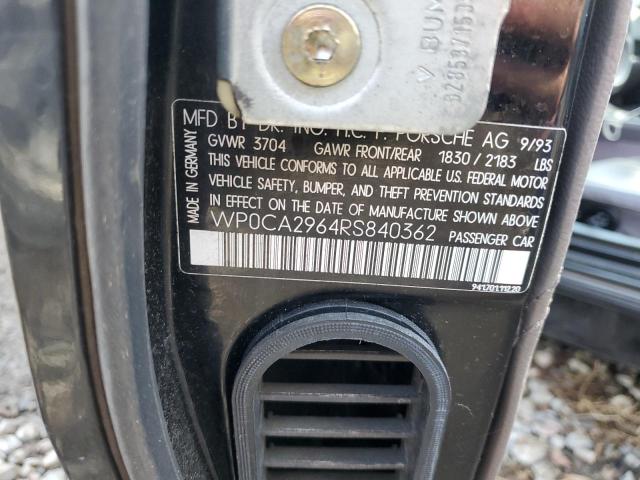 BUM
MFD BY DR. ING. H.C. F. PORSCHE AG 9/93
GVWR 3704 GAWR FRONT/REAR 1830/2183 LBS
THIS VEHICLE CONFORMS TO ALL APPLICABLE U.S. FEDERAL MOTOR
VEHICLE SAFETY, BUMPER, AND THEFT PREVENTION STANDARDS
IN EFFECT ON THE DATE OF MANUFACTURE SHOWN ABOVE
WP0CA2964RS840362 PASSENGER CAR
MADE IN GERMANY